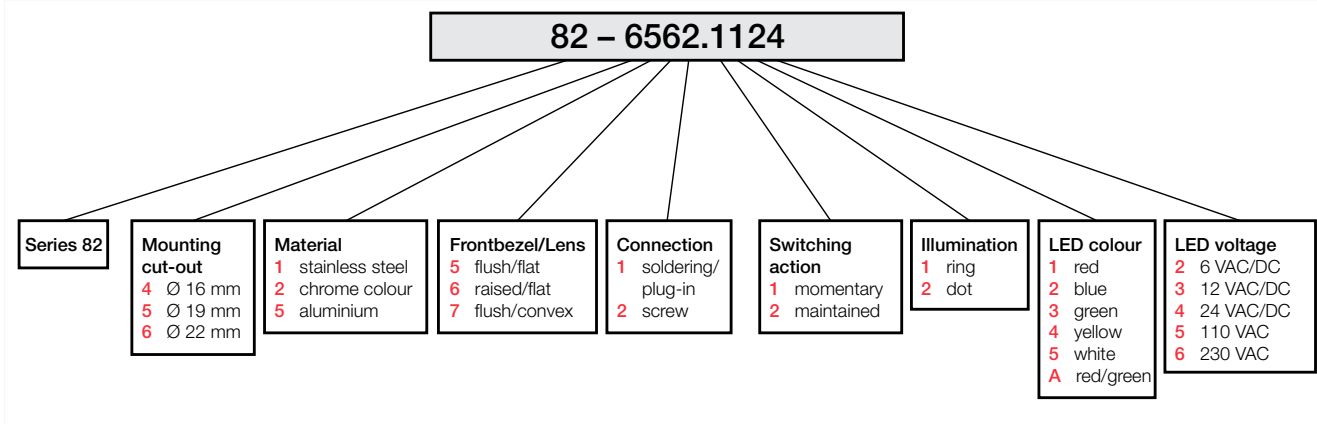 82 – 6562.1124
Series 82
Mounting
cut-out
4 Ø 16 mm
5 Ø 19 mm
6 Ø 22 mm
Material
1 stainless steel
2 chrome colour
5 aluminium
Frontbezel/Lens
5 flush/flat
6 raised/flat
7 flush/convex
Connection
1 soldering/
plug-in
2 screw
Switching
action
1 momentary
2 maintained
Illumination
1 ring
2 dot
LED colour
1 red
2 blue
3 green
4 yellow
5 white
A red/green
LED voltage
2 6 VAC/DC
3 12 VAC/DC
4 24 VAC/DC
5 110 VAC
6 230 VAC